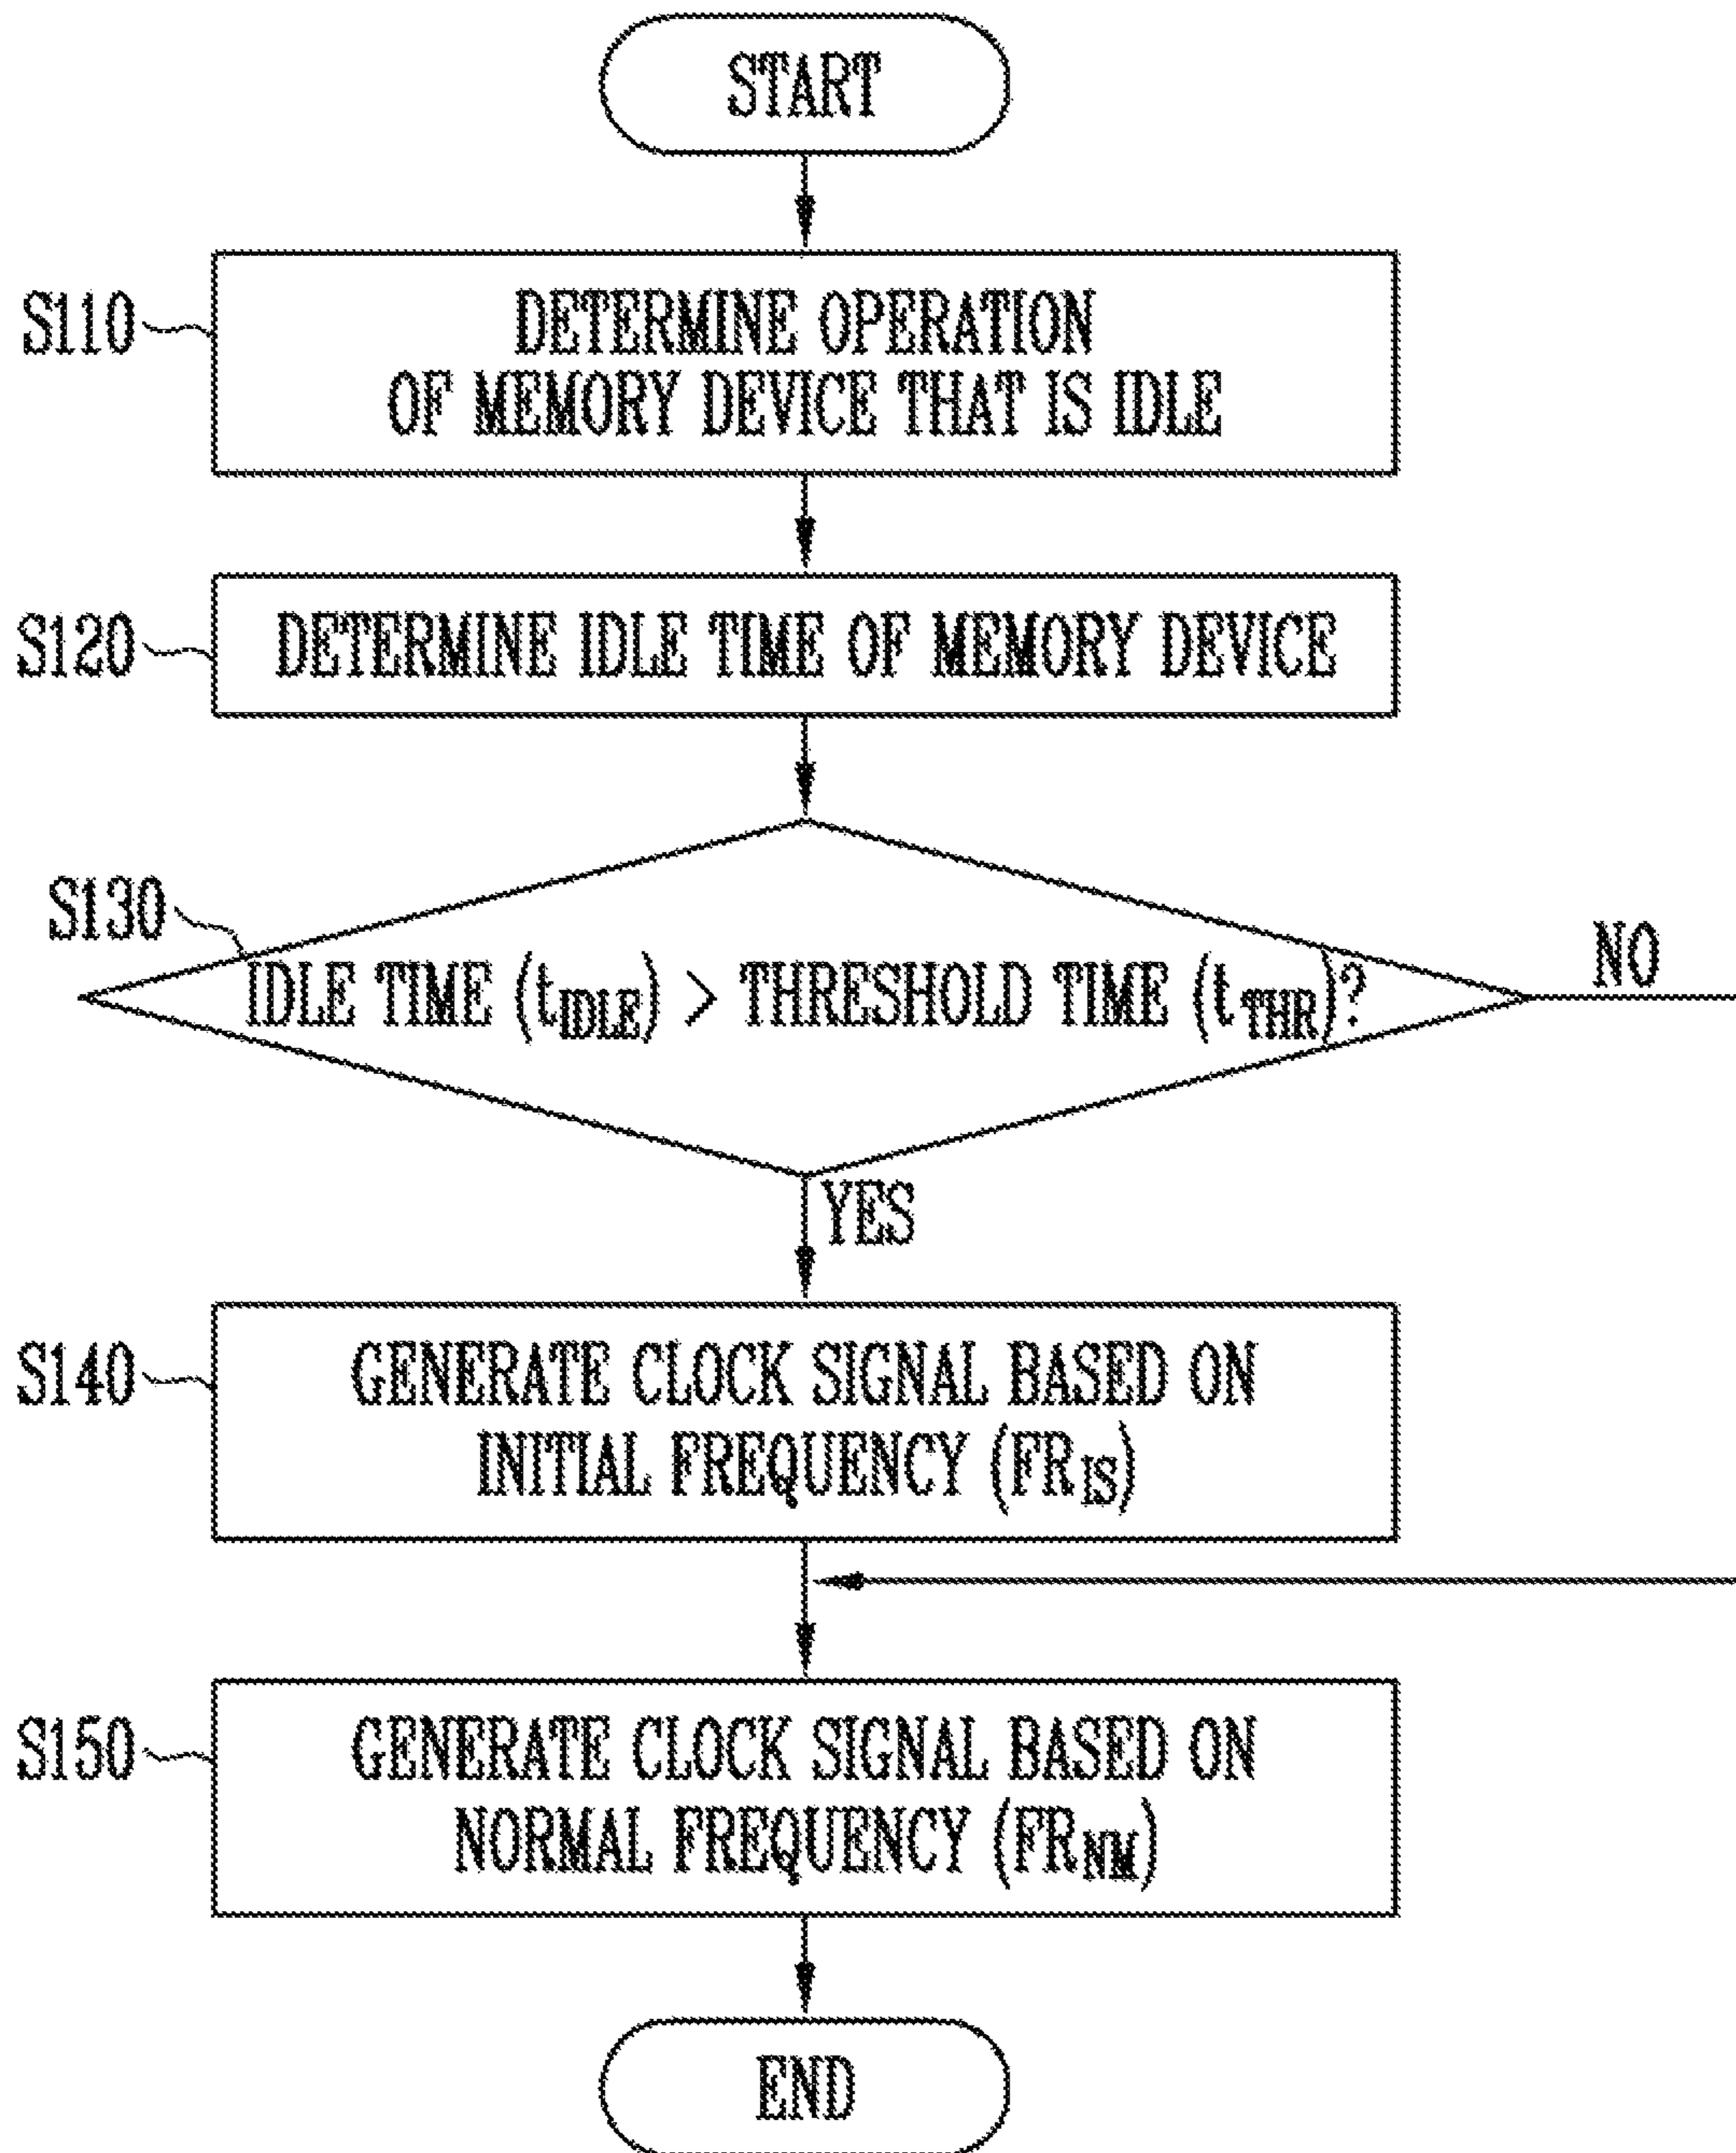 START
S110
DETERMINE OPERATION
OF MEMORY DEVICE THAT IS IDLE
S120
DETERMINE IDLE TIME OF MEMORY DEVICE
S130
IDLE TIME (tIDLE) > THRESHOLD TIME (tTHR)?
NO
YES
S140
GENERATE CLOCK SIGNAL BASED ON
INITIAL FREQUENCY (FRIS)
S150
GENERATE CLOCK SIGNAL BASED ON
NORMAL FREQUENCY (FRNM)
END